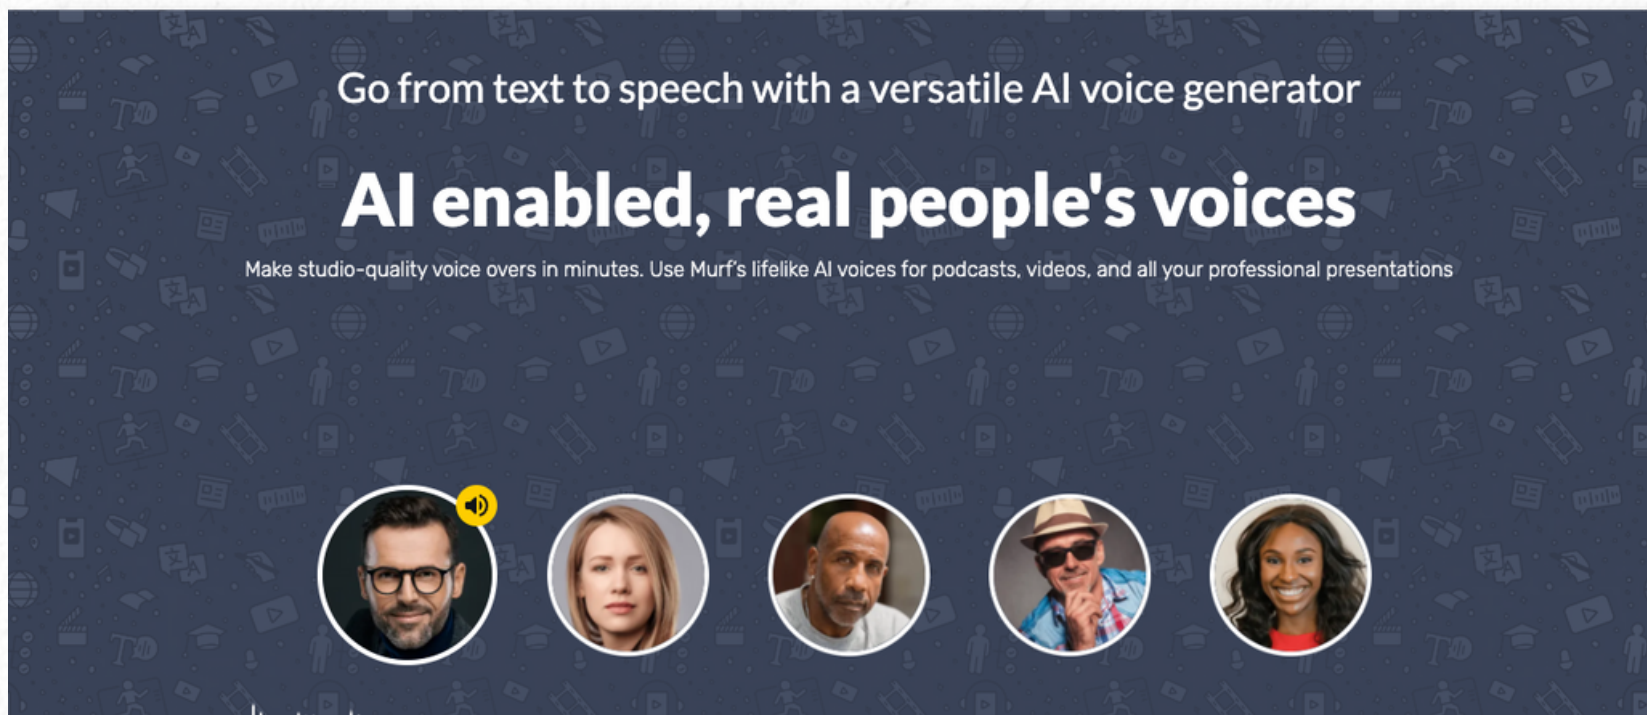 Go from text to speech with a versatile AI voice generator
AI enabled, real people's voices
Make studio-quality voice overs in minutes. Use Murf's lifelike AI voices for podcasts, videos, and all your professional presentations